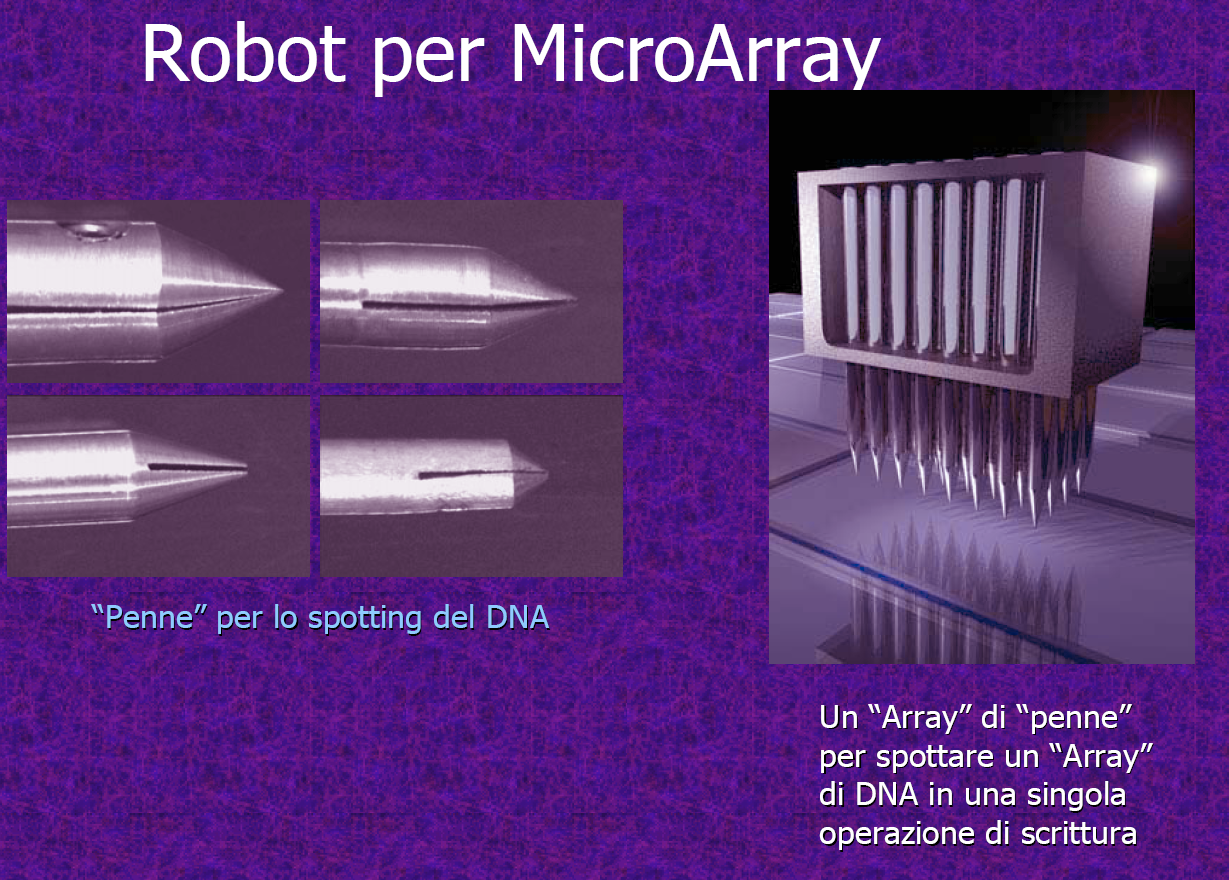 Robot per MicroArray
“Penne” per lo spotting del DNA
Un “Array” di “penne”
per spottare un “Array”
di DNA in una singola
operazione di scrittura